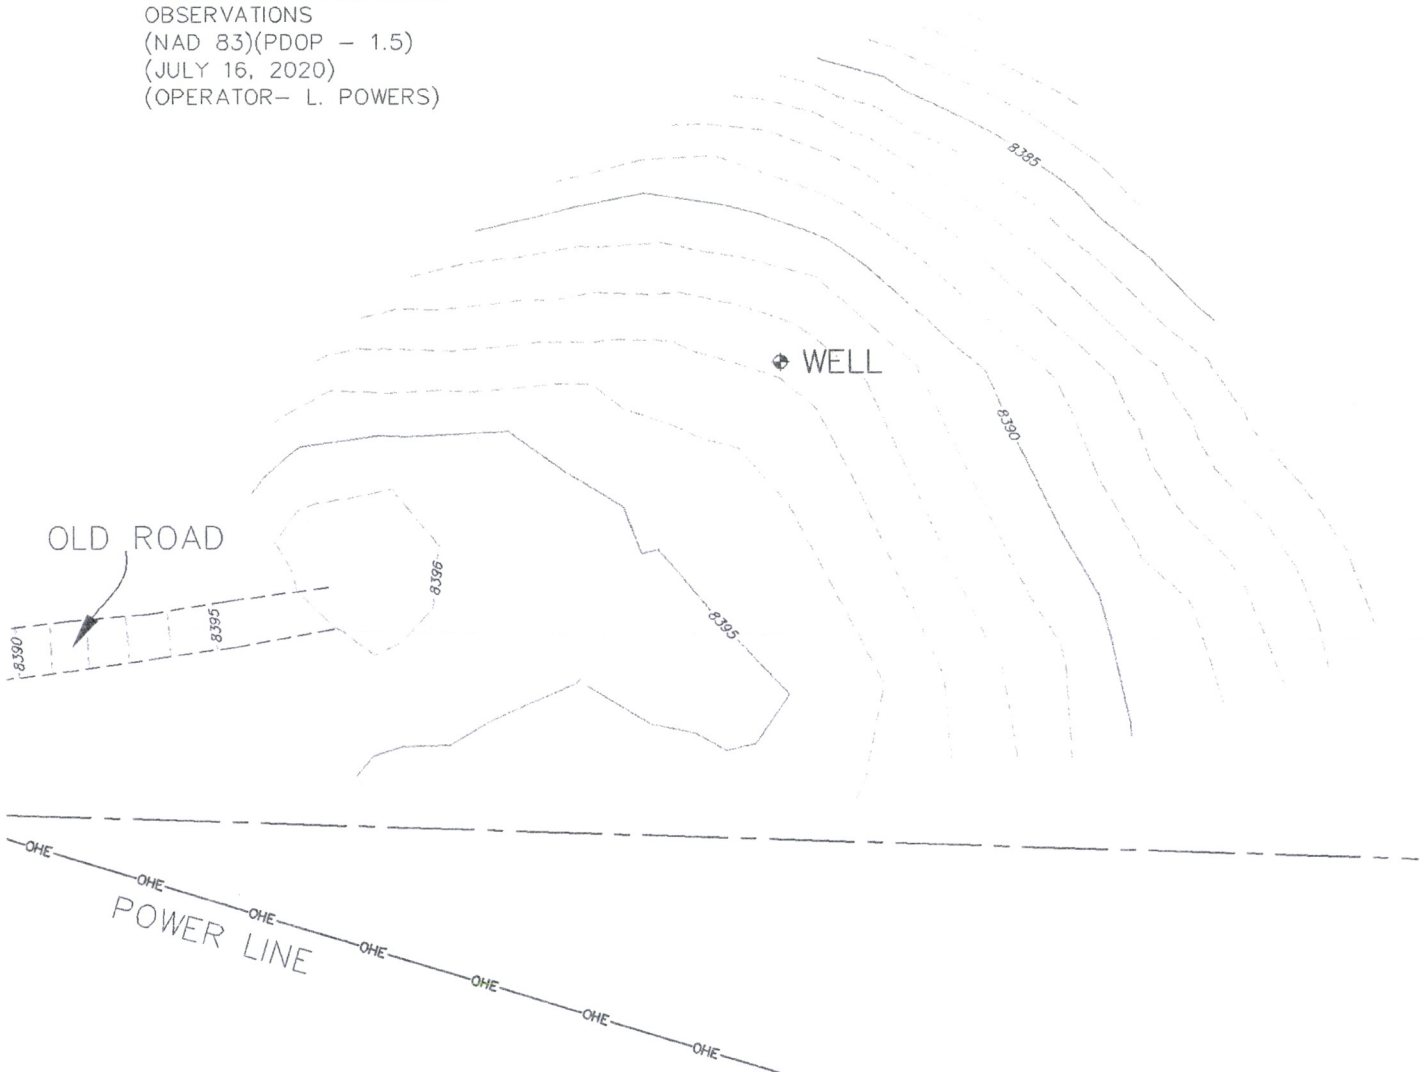 OBSERVATIONS
(NAD 83)(PDOP – 1.5)
(JULY 16, 2020)
(OPERATOR– L. POWERS)
8385
WELL
8390
OLD ROAD
8396
8395
8395
8390
OHE
OHE
OHE
OHE
OHE
OHE
OHE
POWER LINE